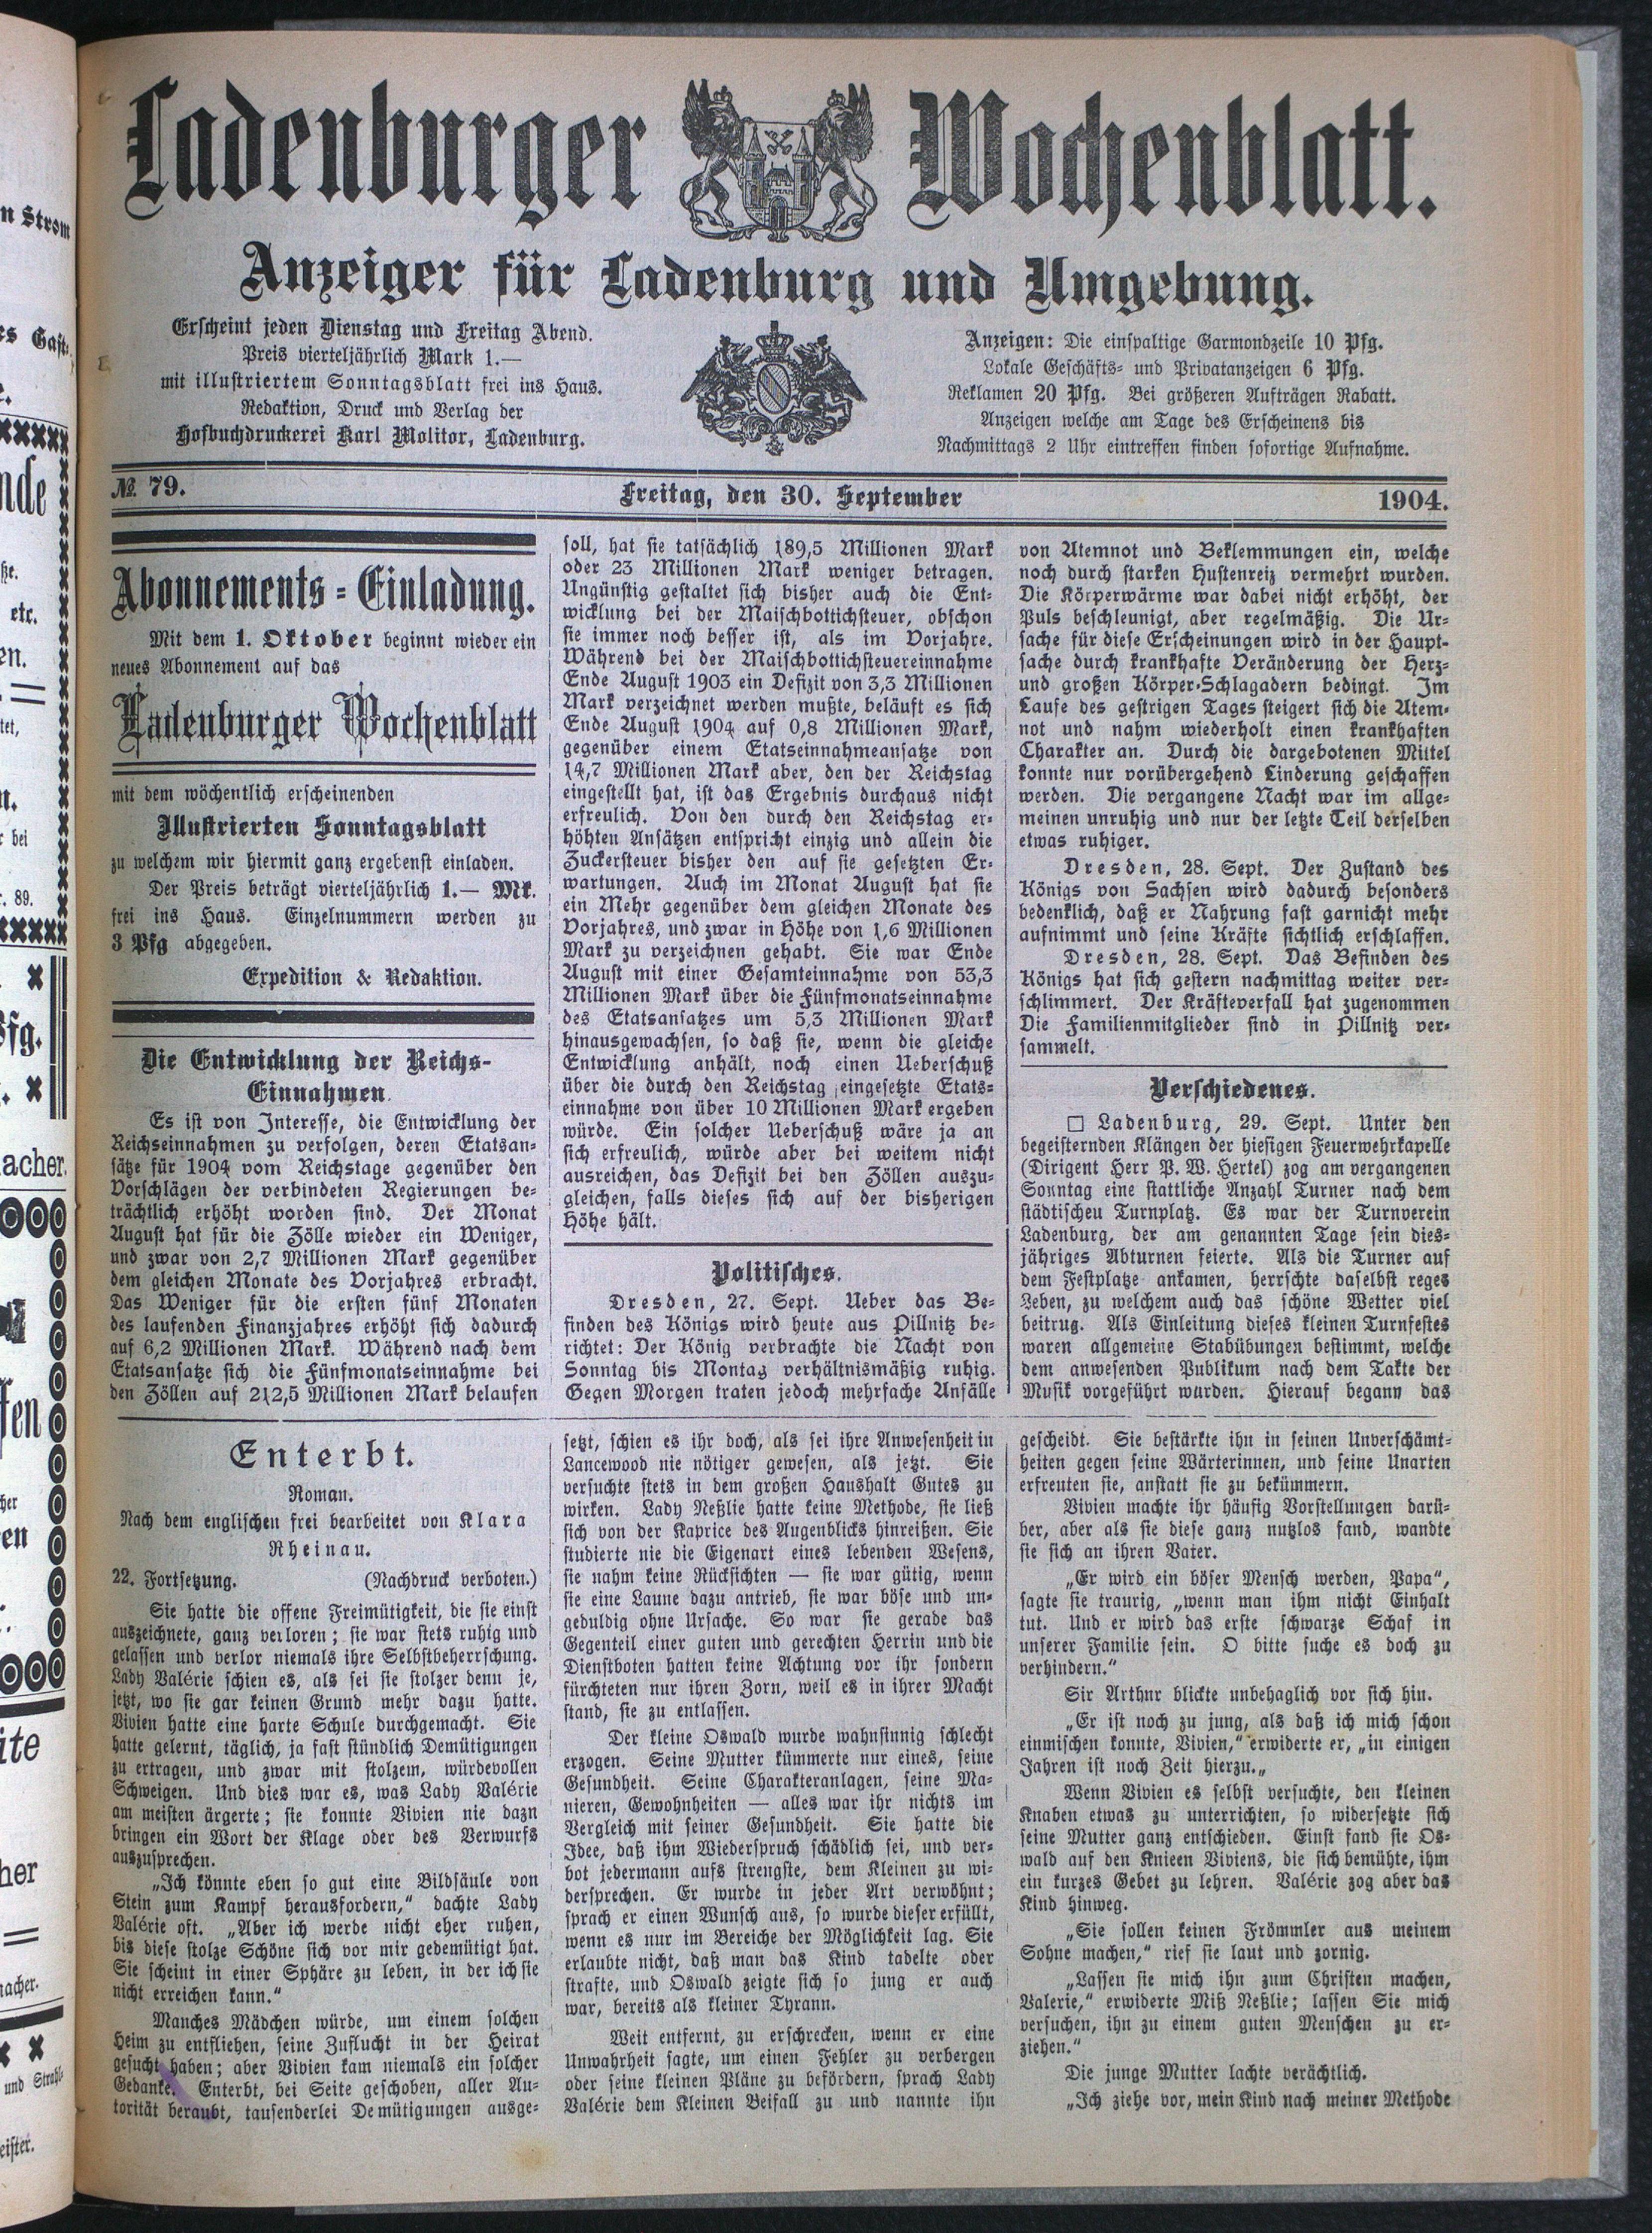 Ladenburger Wochenblatt.
Anzeiger für Ladenburg und Umgebung.
Erscheint jeden Dienstag und Freitag Abend.
Preis vierteljährlich Mark 1.—
mit illustriertem Sonntagsblatt frei ins Haus.
Redaktion, Druck und Verlag der
Hofbuchdruckerei Karl Molitor, Ladenburg.
Anzeigen: Die einspaltige Garmondzeile 10 Pfg.
Lokale Geschäfts- und Privatanzeigen 6 Pfg.
Reklamen 20 Pfg. Bei größeren Aufträgen Rabatt.
Anzeigen welche am Tage des Erscheinens bis
Nachmittags 2 Uhr eintreffen finden sofortige Aufnahme.
№ 79.
Freitag, den 30. September
1904.
Abonnements-Einladung.
Mit dem 1. Oktober beginnt wieder ein
neues Abonnement auf das
Ladenburger Wochenblatt
mit dem wöchentlich erscheinenden
Illustrierten Sonntagsblatt
zu welchem wir hiermit ganz ergebenst einladen.
Der Preis beträgt vierteljährlich 1.— Mk.
frei ins Haus. Einzelnummern werden zu
3 Pfg abgegeben.
Expedition & Redaktion.
Die Entwicklung der Reichs-
Einnahmen.
Es ist von Interesse, die Entwicklung der
Reichseinnahmen zu verfolgen, deren Etatsan-
sätze für 1904 vom Reichstage gegenüber den
Vorschlägen der verbindeten Regierungen be-
trächtlich erhöht worden sind. Der Monat
August hat für die Zölle wieder ein Weniger,
und zwar von 2,7 Millionen Mark gegenüber
dem gleichen Monate des Vorjahres erbracht.
Das Weniger für die ersten fünf Monaten
des laufenden Finanzjahres erhöht sich dadurch
auf 6,2 Millionen Mark. Während nach dem
Etatsansatze sich die Fünfmonatseinnahme bei
den Zöllen auf 212,5 Millionen Mark belaufen
soll, hat sie tatsächlich 189,5 Millionen Mark
oder 23 Millionen Mark weniger betragen.
Ungünstig gestaltet sich bisher auch die Ent-
wicklung bei der Maischbottichsteuer, obschon
sie immer noch besser ist, als im Vorjahre.
Während bei der Maischbottichsteuereinnahme
Ende August 1903 ein Defizit von 3,3 Millionen
Mark verzeichnet werden mußte, beläuft es sich
Ende August 1904 auf 0,8 Millionen Mark,
gegenüber einem Etatseinnahmeansatze von
14,7 Millionen Mark aber, den der Reichstag
eingestellt hat, ist das Ergebnis durchaus nicht
erfreulich. Von den durch den Reichstag er-
höhten Ansätzen entspricht einzig und allein die
Zuckersteuer bisher den auf sie gesetzten Er-
wartungen. Auch im Monat August hat sie
ein Mehr gegenüber dem gleichen Monate des
Vorjahres, und zwar in Höhe von 1,6 Millionen
Mark zu verzeichnen gehabt. Sie war Ende
August mit einer Gesamteinnahme von 53,3
Millionen Mark über die Fünfmonatseinnahme
des Etatsansatzes um 5,3 Millionen Mark
hinausgewachsen, so daß sie, wenn die gleiche
Entwicklung anhält, noch einen Ueberschuß
über die durch den Reichstag eingesetzte Etats-
einnahme von über 10 Millionen Mark ergeben
würde. Ein solcher Ueberschuß wäre ja an
sich erfreulich, würde aber bei weitem nicht
ausreichen, das Defizit bei den Zöllen auszu-
gleichen, falls dieses sich auf der bisherigen
Höhe hält.
Politisches.
Dresden, 27. Sept. Ueber das Be-
finden des Königs wird heute aus Pillnitz be-
richtet: Der König verbrachte die Nacht von
Sonntag bis Montag verhältnismäßig ruhig.
Gegen Morgen traten jedoch mehrfache Anfälle
von Atemnot und Beklemmungen ein, welche
noch durch starken Hustenreiz vermehrt wurden.
Die Körperwärme war dabei nicht erhöht, der
Puls beschleunigt, aber regelmäßig. Die Ur-
sache für diese Erscheinungen wird in der Haupt-
sache durch krankhafte Veränderung der Herz-
und großen Körper-Schlagadern bedingt. Im
Laufe des gestrigen Tages steigert sich die Atem-
not und nahm wiederholt einen krankhaften
Charakter an. Durch die dargebotenen Mittel
konnte nur vorübergehend Linderung geschaffen
werden. Die vergangene Nacht war im allge-
meinen unruhig und nur der letzte Teil derselben
etwas ruhiger.
Dresden, 28. Sept. Der Zustand des
Königs von Sachsen wird dadurch besonders
bedenklich, daß er Nahrung fast garnicht mehr
aufnimmt und seine Kräfte sichtlich erschlaffen.
Dresden, 28. Sept. Das Befinden des
Königs hat sich gestern nachmittag weiter ver-
schlimmert. Der Kräfteverfall hat zugenommen
Die Familienmitglieder sind in Pillnitz ver-
sammelt.
Verschiedenes.
□ Ladenburg, 29. Sept. Unter den
begeisternden Klängen der hiesigen Feuerwehrkapelle
(Dirigent Herr P. W. Hertel) zog am vergangenen
Sonntag eine stattliche Anzahl Turner nach dem
städtischeu Turnplatz. Es war der Turnverein
Ladenburg, der am genannten Tage sein dies-
jähriges Abturnen feierte. Als die Turner auf
dem Festplatze ankamen, herrschte daselbst reges
Leben, zu welchem auch das schöne Wetter viel
beitrug. Als Einleitung dieses kleinen Turnfestes
waren allgemeine Stabübungen bestimmt, welche
dem anwesenden Publikum nach dem Takte der
Musik vorgeführt wurden. Hierauf begann das
Enterbt.
Roman.
Nach dem englischen frei bearbeitet von Klara
Rheinau.
22. Fortsetzung. (Nachdruck verboten.)
Sie hatte die offene Freimütigkeit, die sie einst
auszeichnete, ganz verloren; sie war stets ruhig und
gelassen und verlor niemals ihre Selbstbeherrschung.
Lady Valérie schien es, als sei sie stolzer denn je,
jetzt, wo sie gar keinen Grund mehr dazu hatte.
Vivien hatte eine harte Schule durchgemacht. Sie
hatte gelernt, täglich, ja fast stündlich Demütigungen
zu ertragen, und zwar mit stolzem, würdevollen
Schweigen. Und dies war es, was Lady Valérie
am meisten ärgerte; sie konnte Vivien nie dazn
bringen ein Wort der Klage oder des Verwurfs
auszusprechen.
„Ich könnte eben so gut eine Bildsäule von
Stein zum Kampf herausfordern,“ dachte Lady
Valérie oft. „Aber ich werde nicht eher ruhen,
bis diese stolze Schöne sich vor mir gedemütigt hat.
Sie scheint in einer Sphäre zu leben, in der ich sie
nicht erreichen kann.“
Manches Mädchen würde, um einem solchen
Heim zu entfliehen, seine Zuflucht in der Heirat
gesucht haben; aber Vivien kam niemals ein solcher
Gedanke. Enterbt, bei Seite geschoben, aller Au-
torität beraubt, tausenderlei Demütigungen ausge-
setzt, schien es ihr doch, als sei ihre Anwesenheit in
Lancewood nie nötiger gewesen, als jetzt. Sie
versuchte stets in dem großen Haushalt Gutes zu
wirken. Lady Neßlie hatte keine Methode, sie ließ
sich von der Kaprice des Augenblicks hinreißen. Sie
studierte nie die Eigenart eines lebenden Wesens,
sie nahm keine Rücksichten — sie war gütig, wenn
sie eine Laune dazu antrieb, sie war böse und un-
geduldig ohne Ursache. So war sie gerade das
Gegenteil einer guten und gerechten Herrin und die
Dienstboten hatten keine Achtung vor ihr sondern
fürchteten nur ihren Zorn, weil es in ihrer Macht
stand, sie zu entlassen.
Der kleine Oswald wurde wahnsinnig schlecht
erzogen. Seine Mutter kümmerte nur eines, seine
Gesundheit. Seine Charakteranlagen, seine Ma-
nieren, Gewohnheiten — alles war ihr nichts im
Vergleich mit seiner Gesundheit. Sie hatte die
Idee, daß ihm Wiederspruch schädlich sei, und ver-
bot jedermann aufs strengste, dem Kleinen zu wi-
dersprechen. Er wurde in jeder Art verwöhnt;
sprach er einen Wunsch aus, so wurde dieser erfüllt,
wenn es nur im Bereiche der Möglichkeit lag. Sie
erlaubte nicht, daß man das Kind tadelte oder
strafte, und Oswald zeigte sich so jung er auch
war, bereits als kleiner Tyrann.
Weit entfernt, zu erschrecken, wenn er eine
Unwahrheit sagte, um einen Fehler zu verbergen
oder seine kleinen Pläne zu befördern, sprach Lady
Valérie dem Kleinen Beifall zu und nannte ihn
gescheidt. Sie bestärkte ihn in seinen Unverschämt-
heiten gegen seine Wärterinnen, und seine Unarten
erfreuten sie, anstatt sie zu bekümmern.
Vivien machte ihr häufig Vorstellungen darü-
ber, aber als sie diese ganz nutzlos fand, wandte
sie sich an ihren Vater.
„Er wird ein böser Mensch werden, Papa“,
sagte sie traurig, „wenn man ihm nicht Einhalt
tut. Und er wird das erste schwarze Schaf in
unserer Familie sein. O bitte suche es doch zu
verhindern.“
Sir Arthur blickte unbehaglich vor sich hin.
„Er ist noch zu jung, als daß ich mich schon
einmischen konnte, Vivien,“ erwiderte er, „in einigen
Jahren ist noch Zeit hierzu.„
Wenn Vivien es selbst versuchte, den kleinen
Knaben etwas zu unterrichten, so widersetzte sich
seine Mutter ganz entschieden. Einst fand sie Os-
wald auf den Knieen Viviens, die sich bemühte, ihm
ein kurzes Gebet zu lehren. Valérie zog aber das
Kind hinweg.
„Sie sollen keinen Frömmler aus meinem
Sohne machen,“ rief sie laut und zornig.
„Lassen sie mich ihn zum Christen machen,
Valerie,“ erwiderte Miß Neßlie; lassen Sie mich
versuchen, ihn zu einem guten Menschen zu er-
ziehen.“
Die junge Mutter lachte verächtlich.
„Ich ziehe vor, mein Kind nach meiner Methode